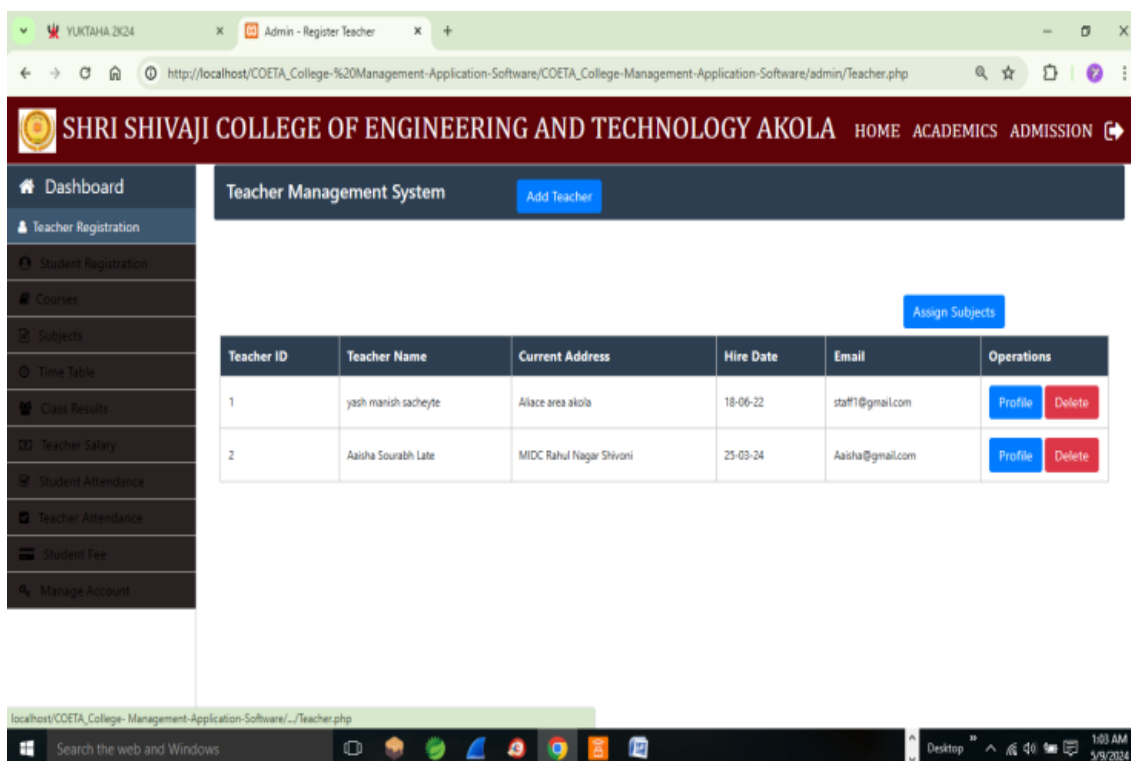 YUKTAHA 2K24
Admin - Register Teacher
http://localhost/COETA_College-%20Management-Application-Software/COETA_College-Management-Application-Software/admin/Teacher.php
SHRI SHIVAJI COLLEGE OF ENGINEERING AND TECHNOLOGY AKOLA HOME ACADEMICS ADMISSION
Dashboard
Teacher Registration
Student Registration
Courses
Subjects
Time Table
Class Results
Teacher Salary
Student Attendance
Teacher Attendance
Student Fee
Manage Account
Teacher Management System Add Teacher
Assign Subjects
Teacher ID Teacher Name Current Address Hire Date Email Operations
1 yash manish sacheyte Aliace area akola 18-06-22 staff1@gmail.com Profile Delete
2 Aaisha Sourabh Late MIDC Rahul Nagar Shivoni 25-03-24 Aaisha@gmail.com Profile Delete
localhost/COETA_College- Management-Application-Software/.../Teacher.php
Search the web and Windows
Desktop
1:03 AM
5/9/2024